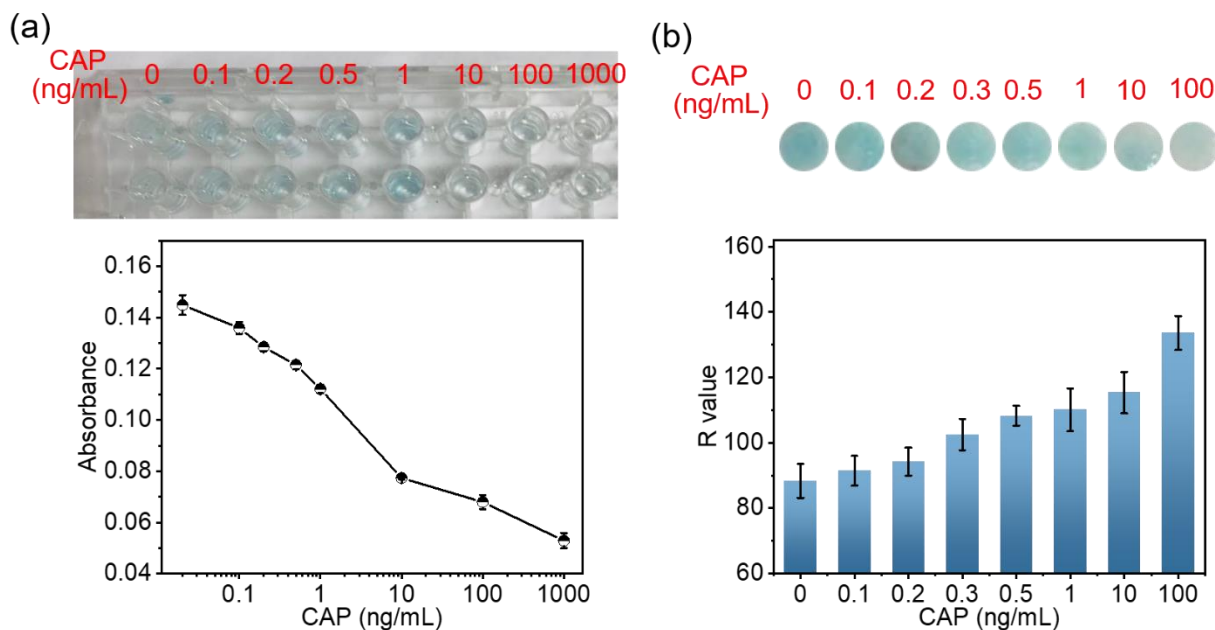 (a)
CAP
(ng/mL)
0 0.1 0.2 0.5 1 10 100 1000
0.16
0.14
0.12
0.10
0.08
0.06
0.04
Absorbance
0.1 1 10 100 1000
CAP (ng/mL)
(b)
CAP
(ng/mL)
0 0.1 0.2 0.3 0.5 1 10 100
160
140
120
100
80
60
R value
0 0.1 0.2 0.3 0.5 1 10 100
CAP (ng/mL)